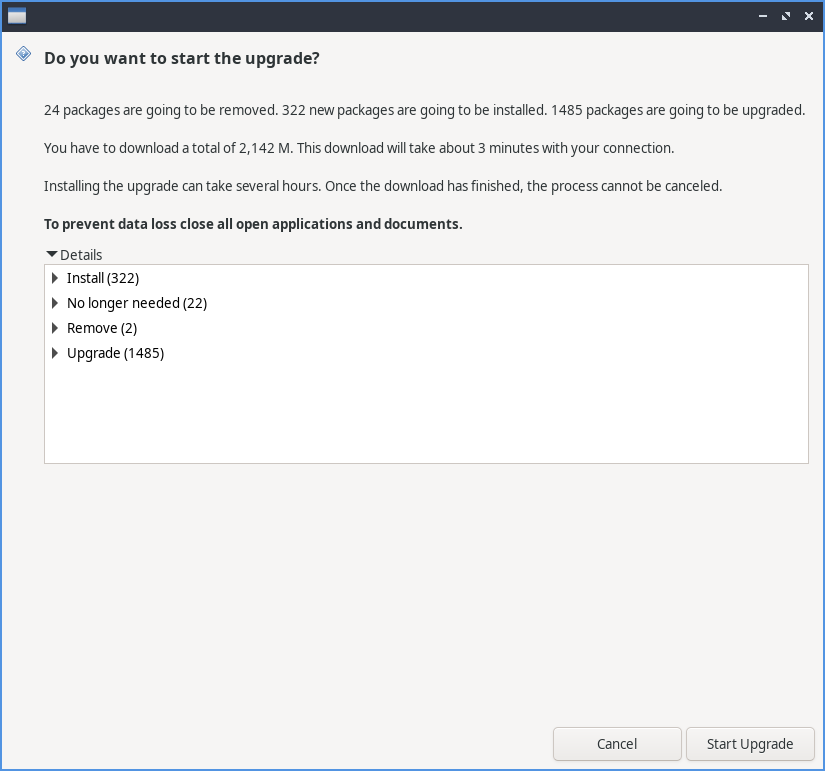 Do you want to start the upgrade?
24 packages are going to be removed. 322 new packages are going to be installed. 1485 packages are going to be upgraded.
You have to download a total of 2,142 M. This download will take about 3 minutes with your connection.
Installing the upgrade can take several hours. Once the download has finished, the process cannot be canceled.
To prevent data loss close all open applications and documents.
Details
Install (322)
No longer needed (22)
Remove (2)
Upgrade (1485)
Cancel
Start Upgrade